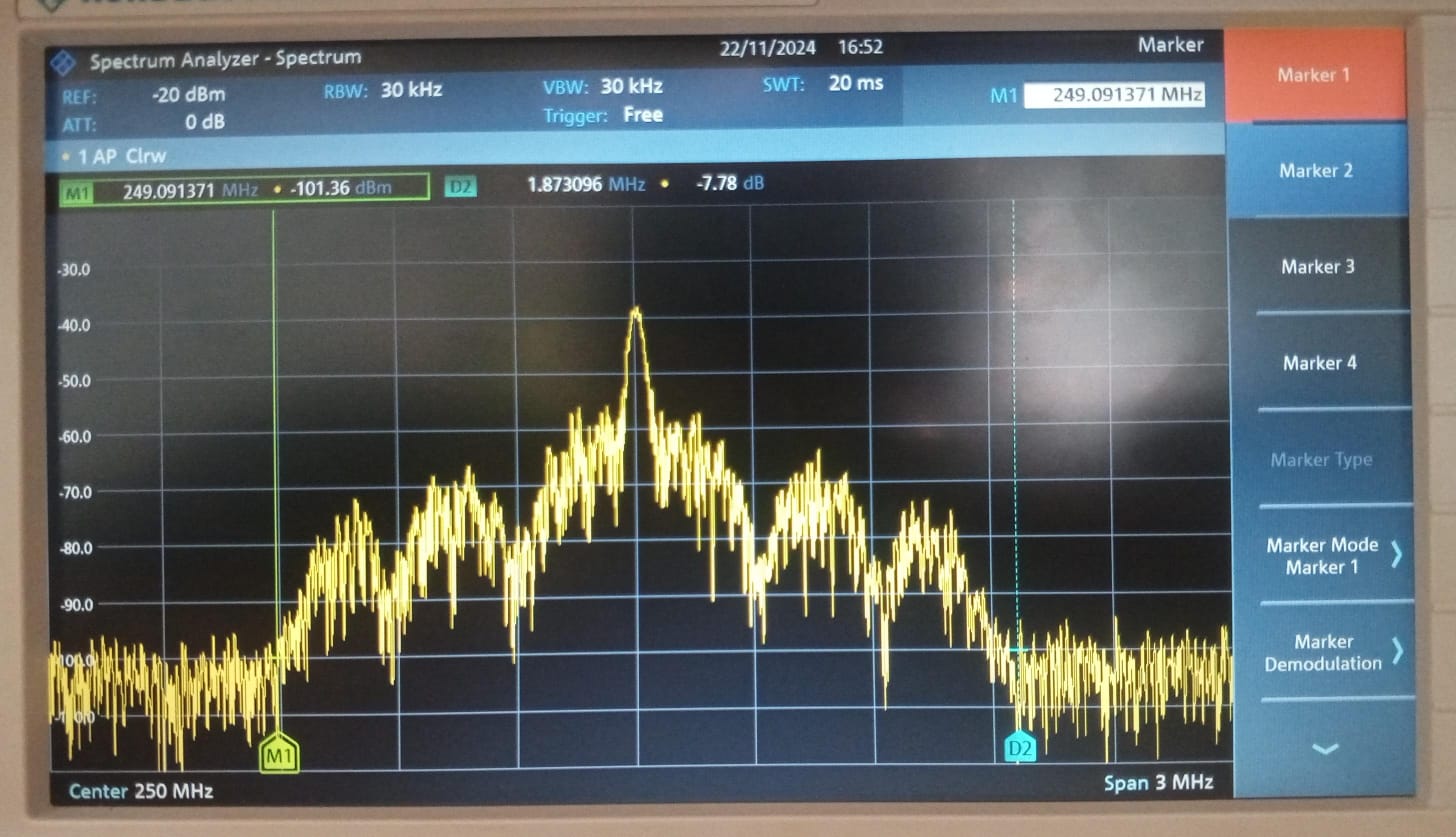 Spectrum Analyzer - Spectrum 22/11/2024 16:52 Marker
REF: -20 dBm RBW: 30 kHz VBW: 30 kHz SWT: 20 ms M1 249.091371 MHz
ATT: 0 dB Trigger: Free
1 AP Clrw
M1 249.091371 MHz -101.36 dBm D2 1.873096 MHz -7.78 dB
-30.0
-40.0
-50.0
-60.0
-70.0
-80.0
-90.0
M1
D2
Center 250 MHz Span 3 MHz
Marker 1
Marker 2
Marker 3
Marker 4
Marker Type
Marker Mode
Marker 1
Marker
Demodulation